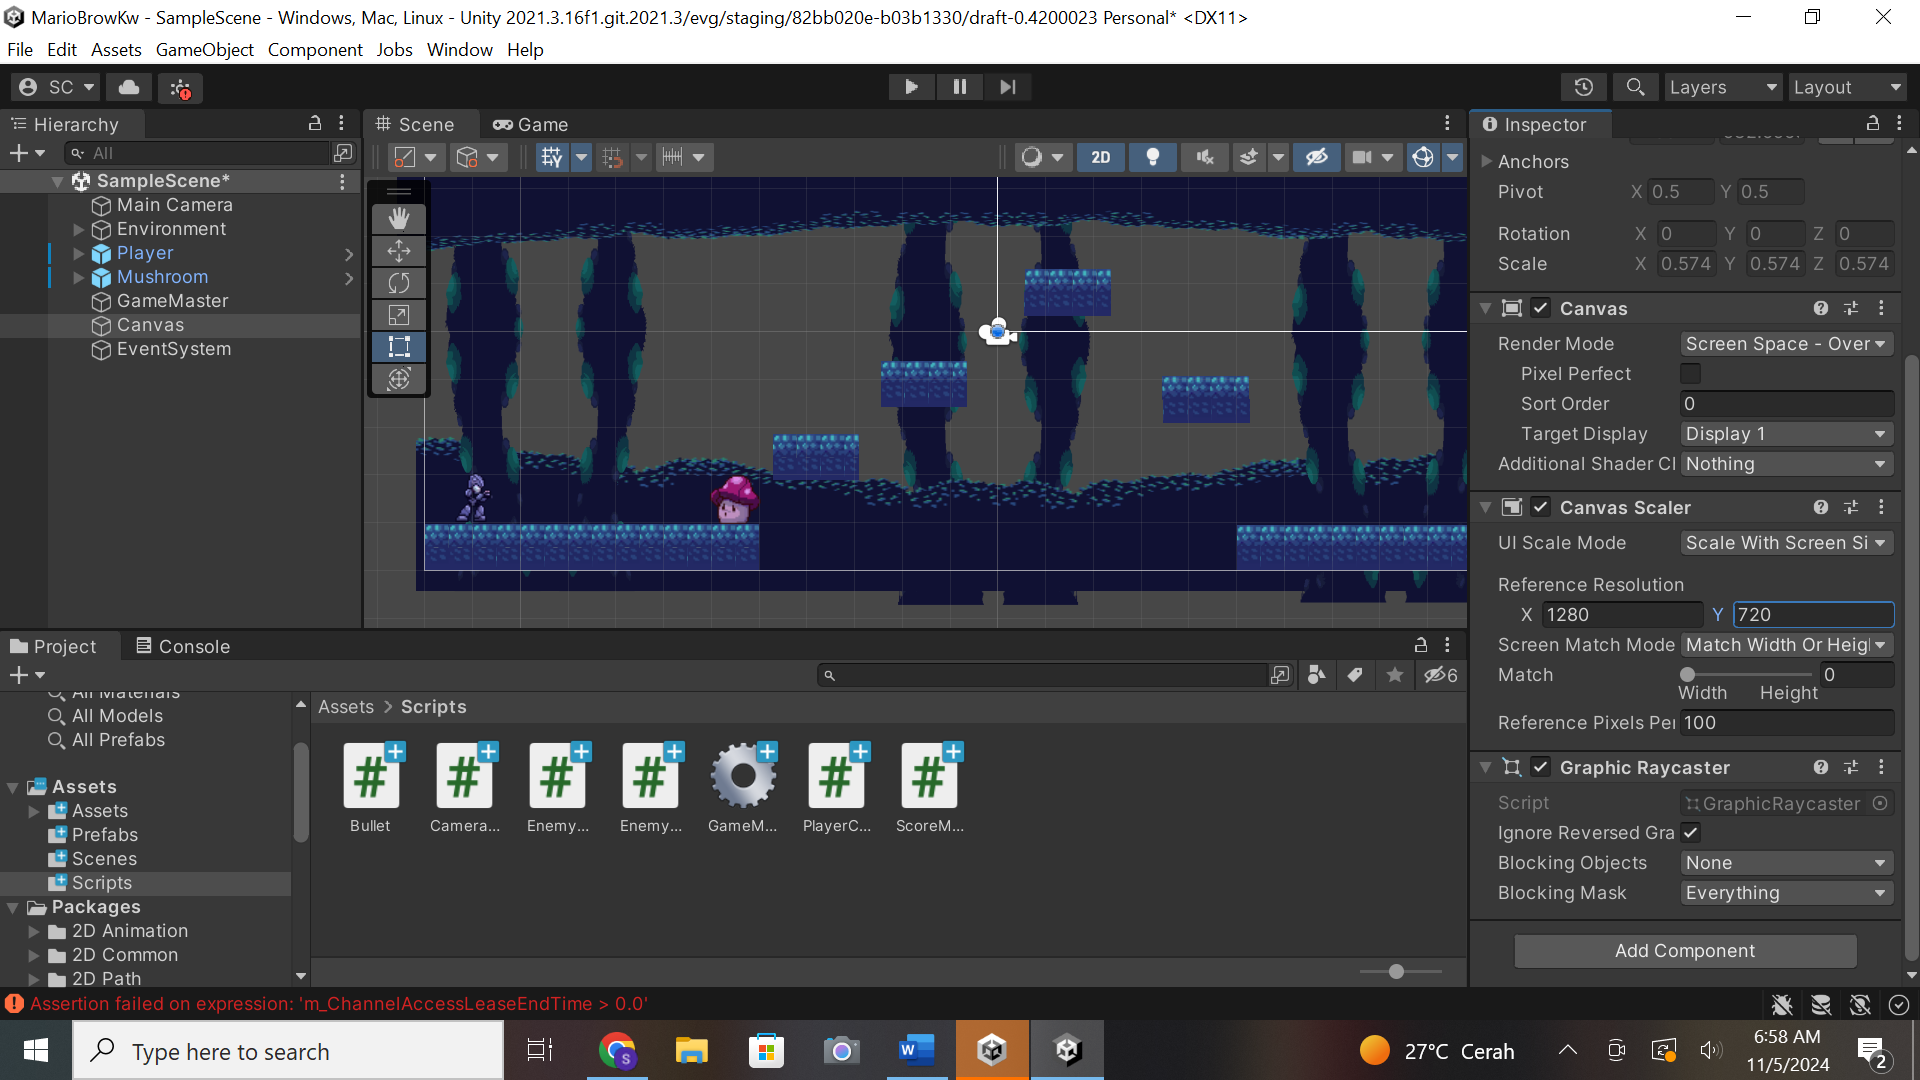 MarioBrowKw - SampleScene - Windows, Mac, Linux - Unity 2021.3.16f1.git.2021.3/evg/staging/82bb020e-b03b1330/draft-0.4200023 Personal* <DX11>
File Edit Assets GameObject Component Jobs Window Help
SC
Layers
Layout
Hierarchy
Scene
Game
Inspector
All
2D
SampleScene*
Main Camera
Environment
Player
Mushroom
GameMaster
Canvas
EventSystem
Anchors
Pivot X 0.5 Y 0.5
Rotation X 0 Y 0 Z 0
Scale X 0.574 Y 0.574 Z 0.574
Canvas
Render Mode Screen Space - Over
Pixel Perfect
Sort Order 0
Target Display Display 1
Additional Shader Cl Nothing
Canvas Scaler
UI Scale Mode Scale With Screen Si
Reference Resolution
X 1280 Y 720
Screen Match Mode Match Width Or Heigl
Match 0
Width Height
Reference Pixels Per 100
Graphic Raycaster
Script GraphicRaycaster
Ignore Reversed Gra
Blocking Objects None
Blocking Mask Everything
Add Component
Project
Console
6
All Materials
All Models
All Prefabs
Assets
Assets
Prefabs
Scenes
Scripts
Packages
2D Animation
2D Common
2D Path
Assets > Scripts
Bullet
Camera...
Enemy...
Enemy...
GameM...
PlayerC...
ScoreM...
Assertion failed on expression: 'm_ChannelAccessLeaseEndTime > 0.0'
Type here to search
27°C Cerah
6:58 AM
11/5/2024
2